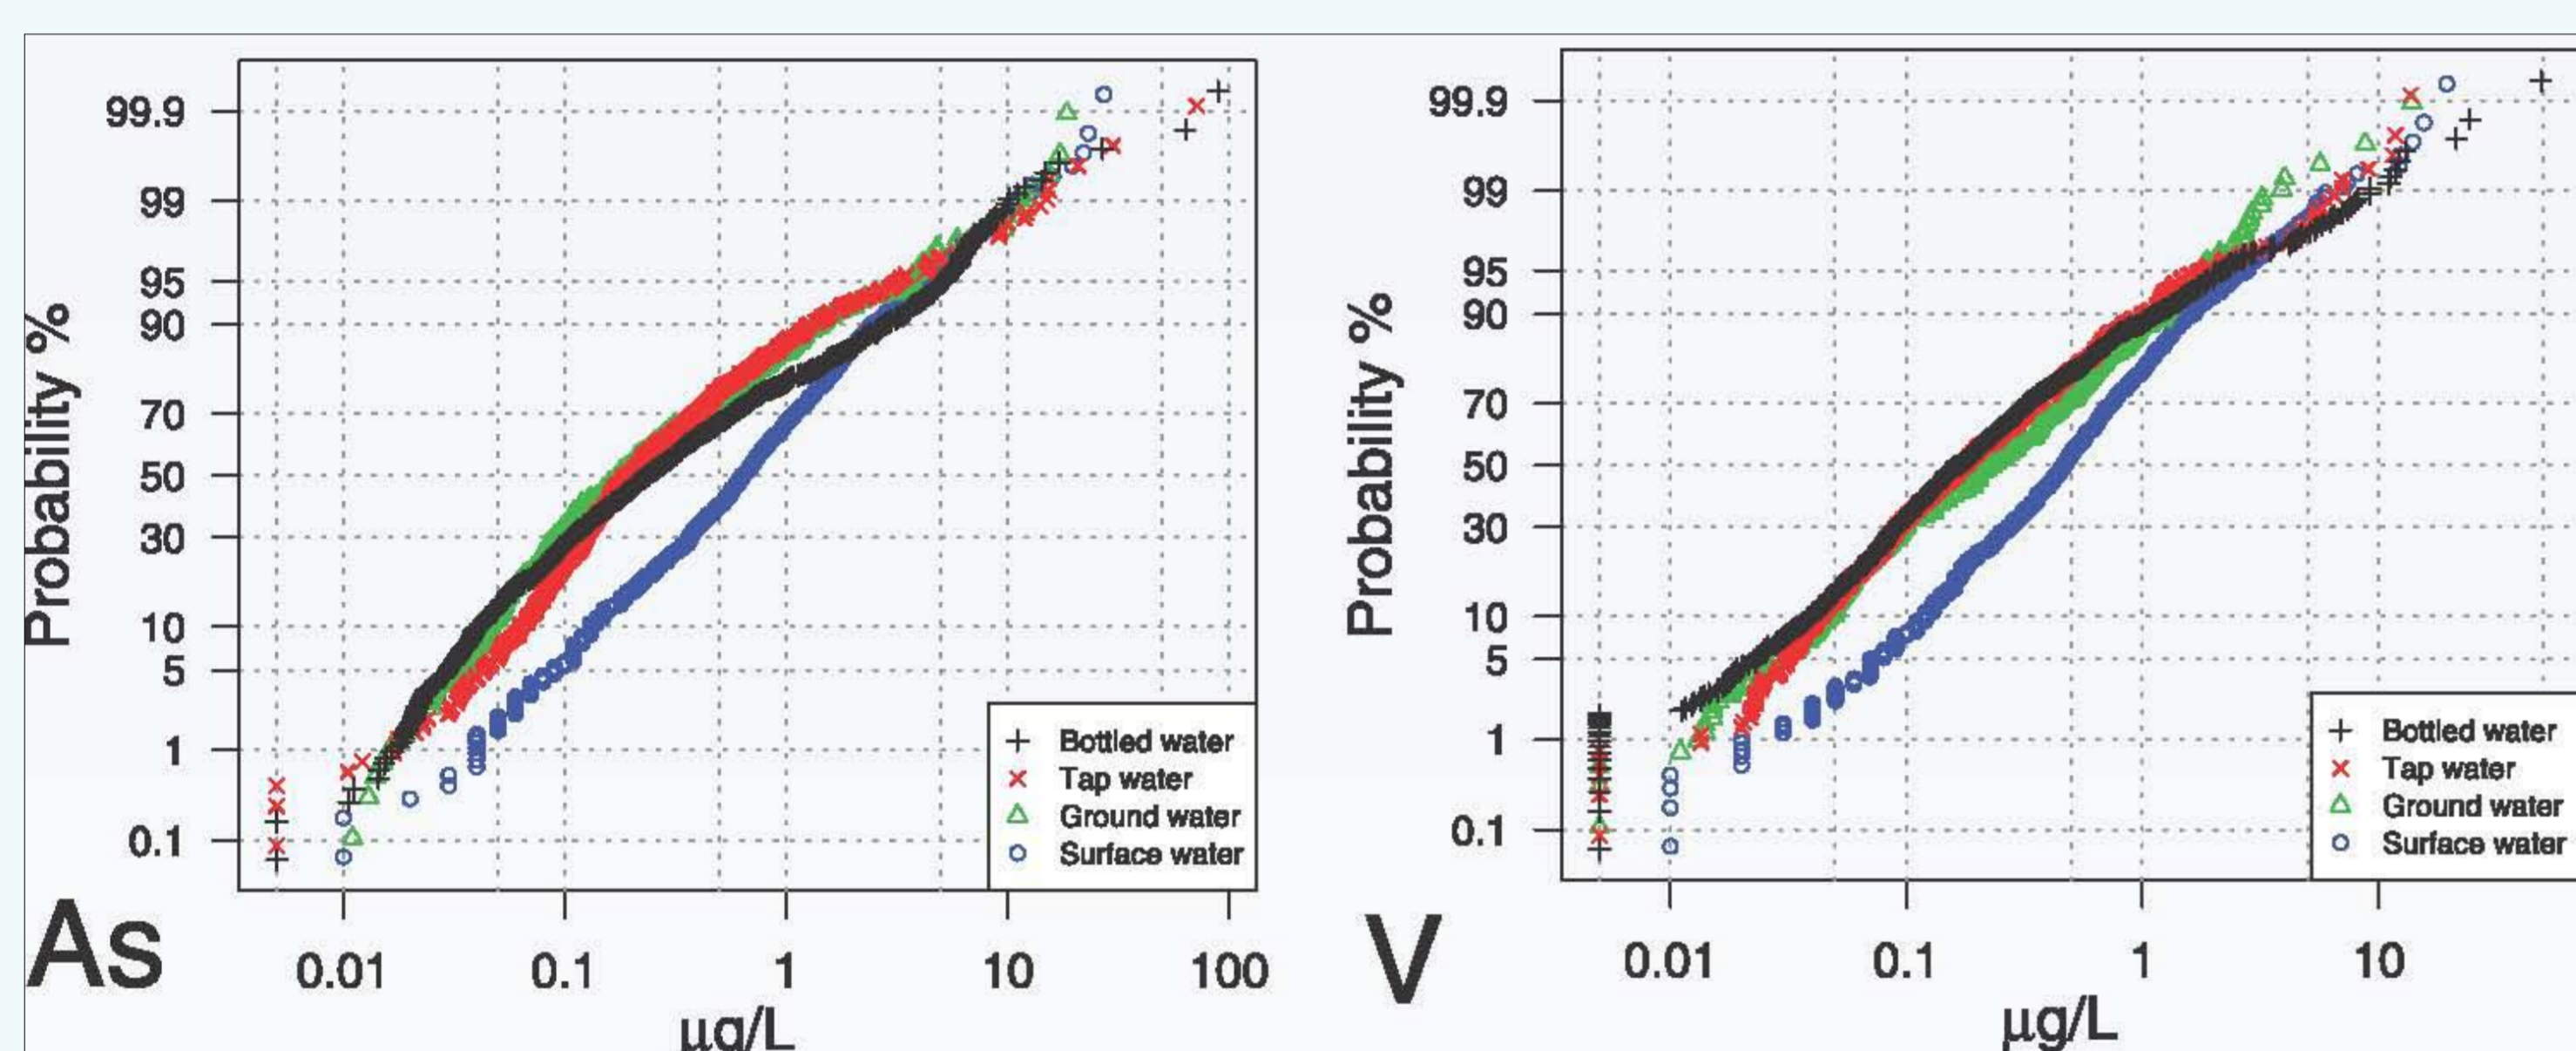 Probability %
99.9
99
95
90
70
50
30
10
5
1
0.1
Bottled water
Tap water
Ground water
Surface water
0.01
0.1
1
10
100
As
µg/L
Probability %
99.9
99
95
90
70
50
30
10
5
1
0.1
Bottled water
Tap water
Ground water
Surface water
0.01
0.1
1
10
V
µg/L